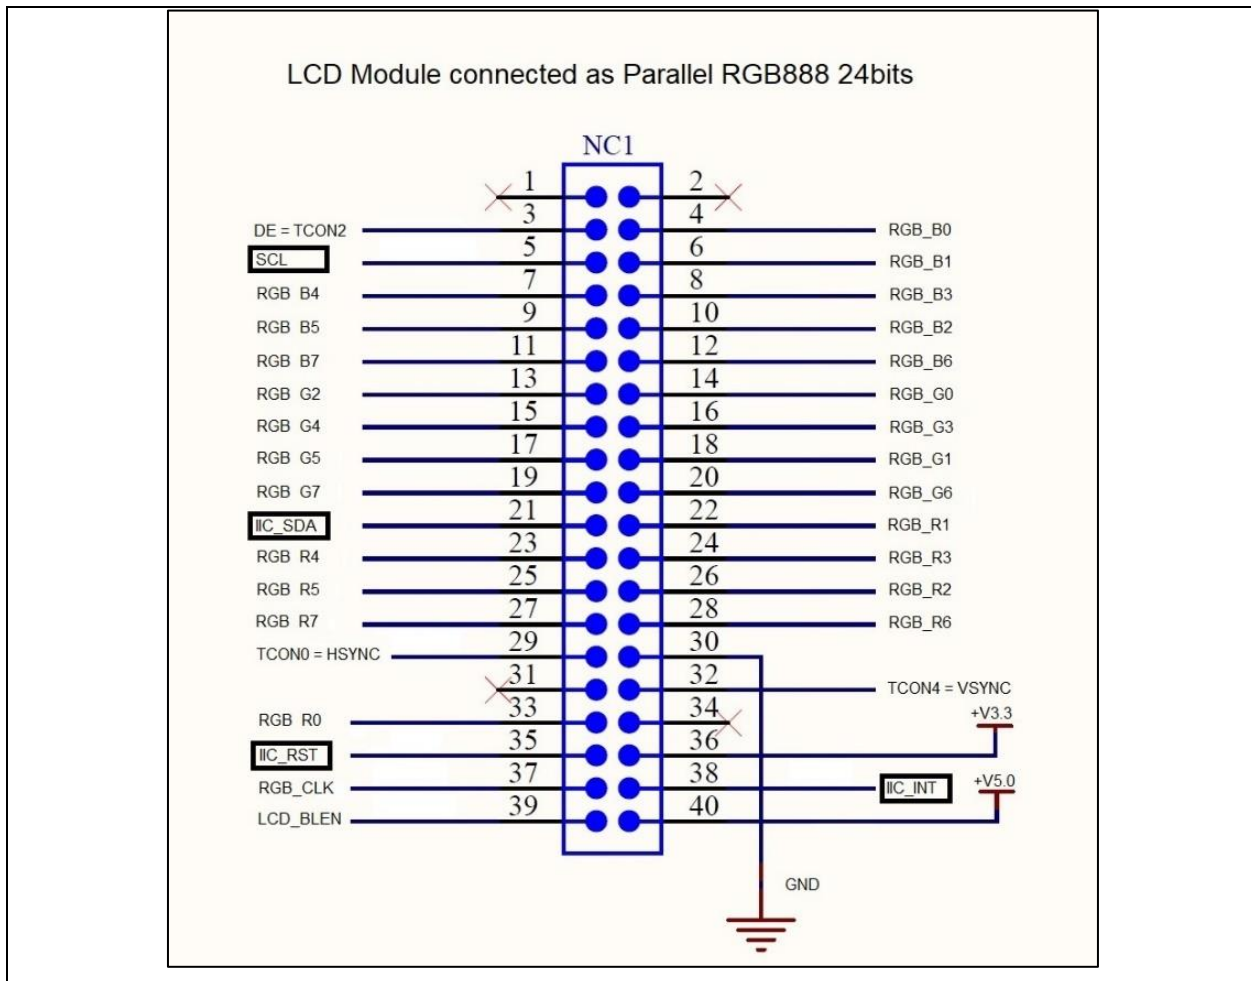 LCD Module connected as Parallel RGB888 24bits
NC1
1 2
3 4
DE = TCON2 RGB_B0
5 6
SCL RGB_B1
7 8
RGB B4 RGB_B3
9 10
RGB B5 RGB_B2
11 12
RGB B7 RGB_B6
13 14
RGB G2 RGB_G0
15 16
RGB G4 RGB_G3
17 18
RGB G5 RGB_G1
19 20
RGB G7 RGB_G6
21 22
IIC_SDA RGB_R1
23 24
RGB R4 RGB_R3
25 26
RGB R5 RGB_R2
27 28
RGB R7 RGB_R6
29 30
TCON0 = HSYNC
31 32
TCON4 = VSYNC
33 34
RGB R0 +V3.3
35 36
IIC_RST
37 38
RGB_CLK IIC_INT +V5.0
39 40
LCD_BLEN
GND